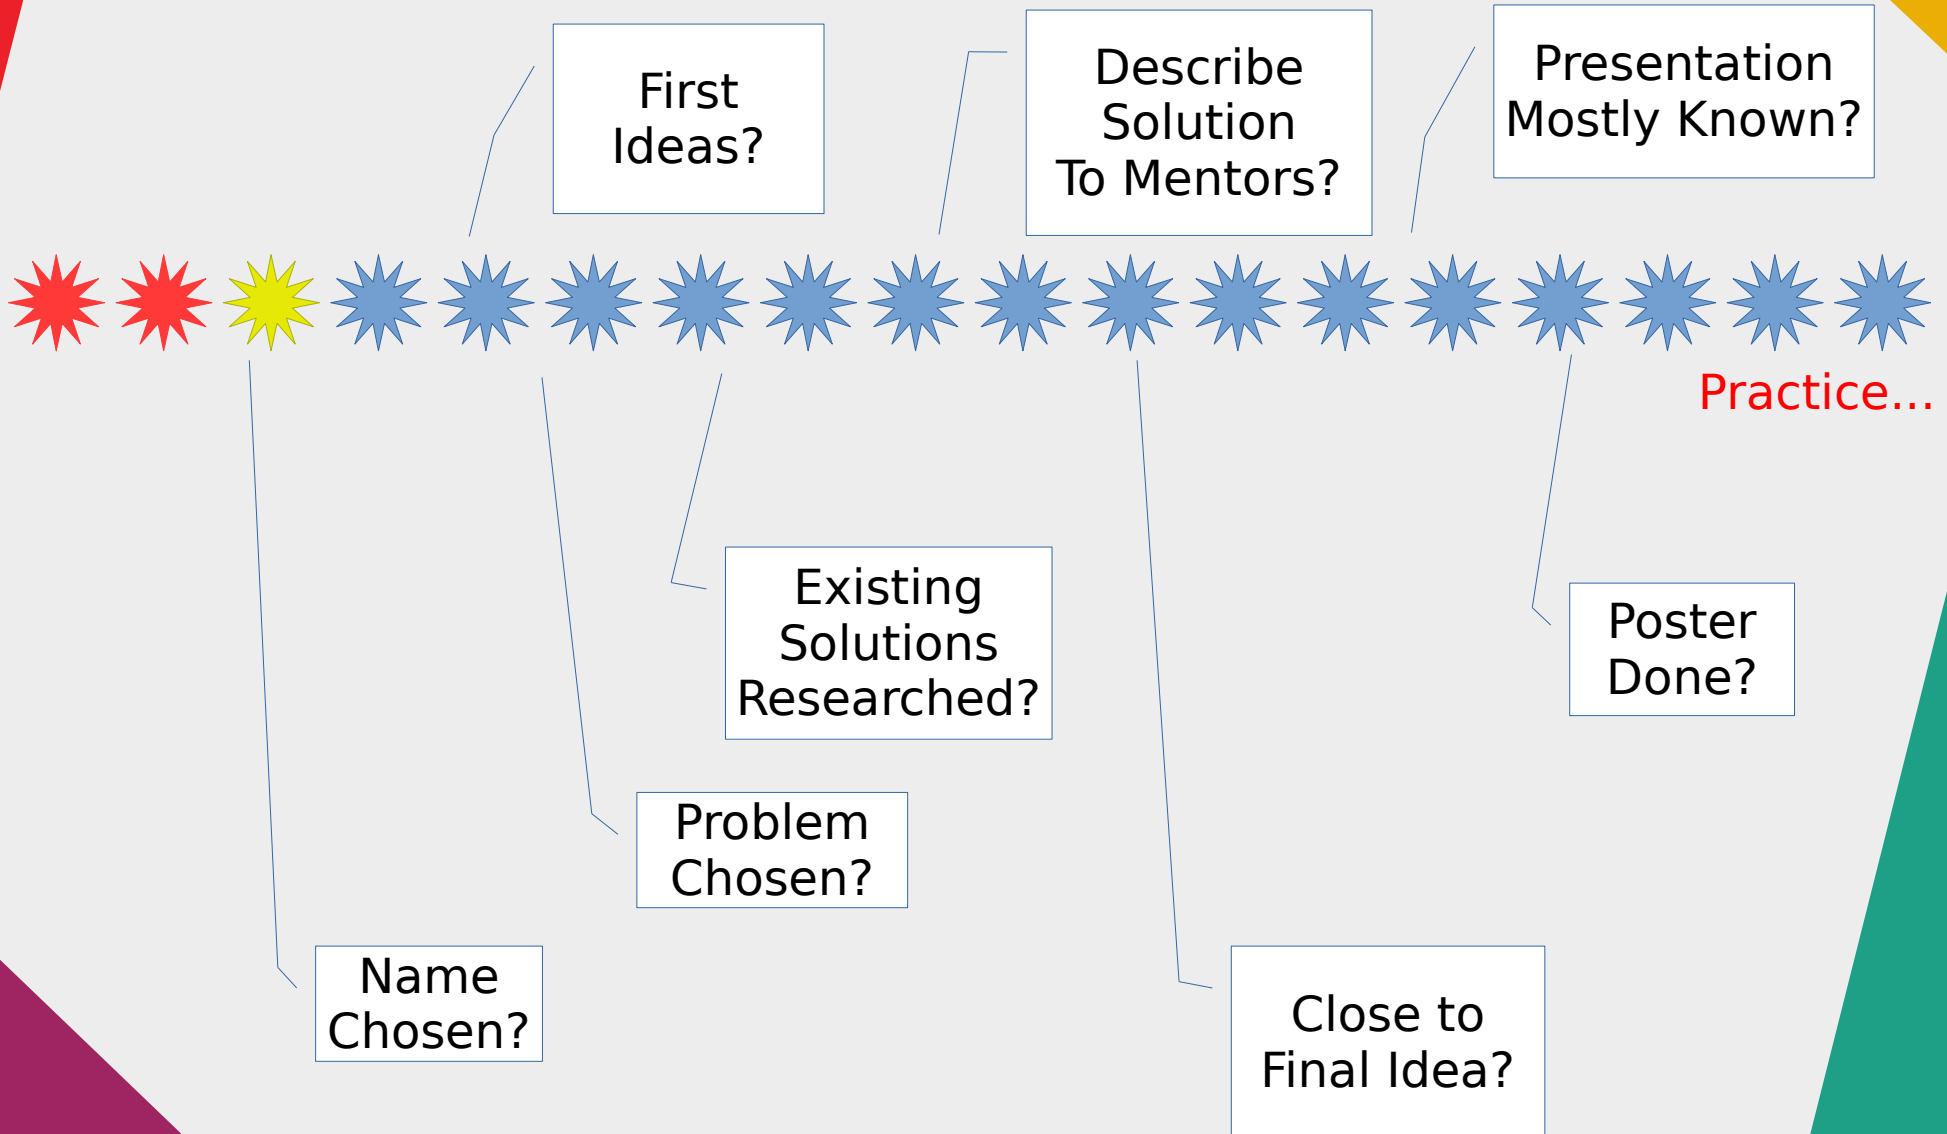 First
Ideas?
Describe
Solution
To Mentors?
Presentation
Mostly Known?
Practice...
Existing
Solutions
Researched?
Poster
Done?
Problem
Chosen?
Name
Chosen?
Close to
Final Idea?